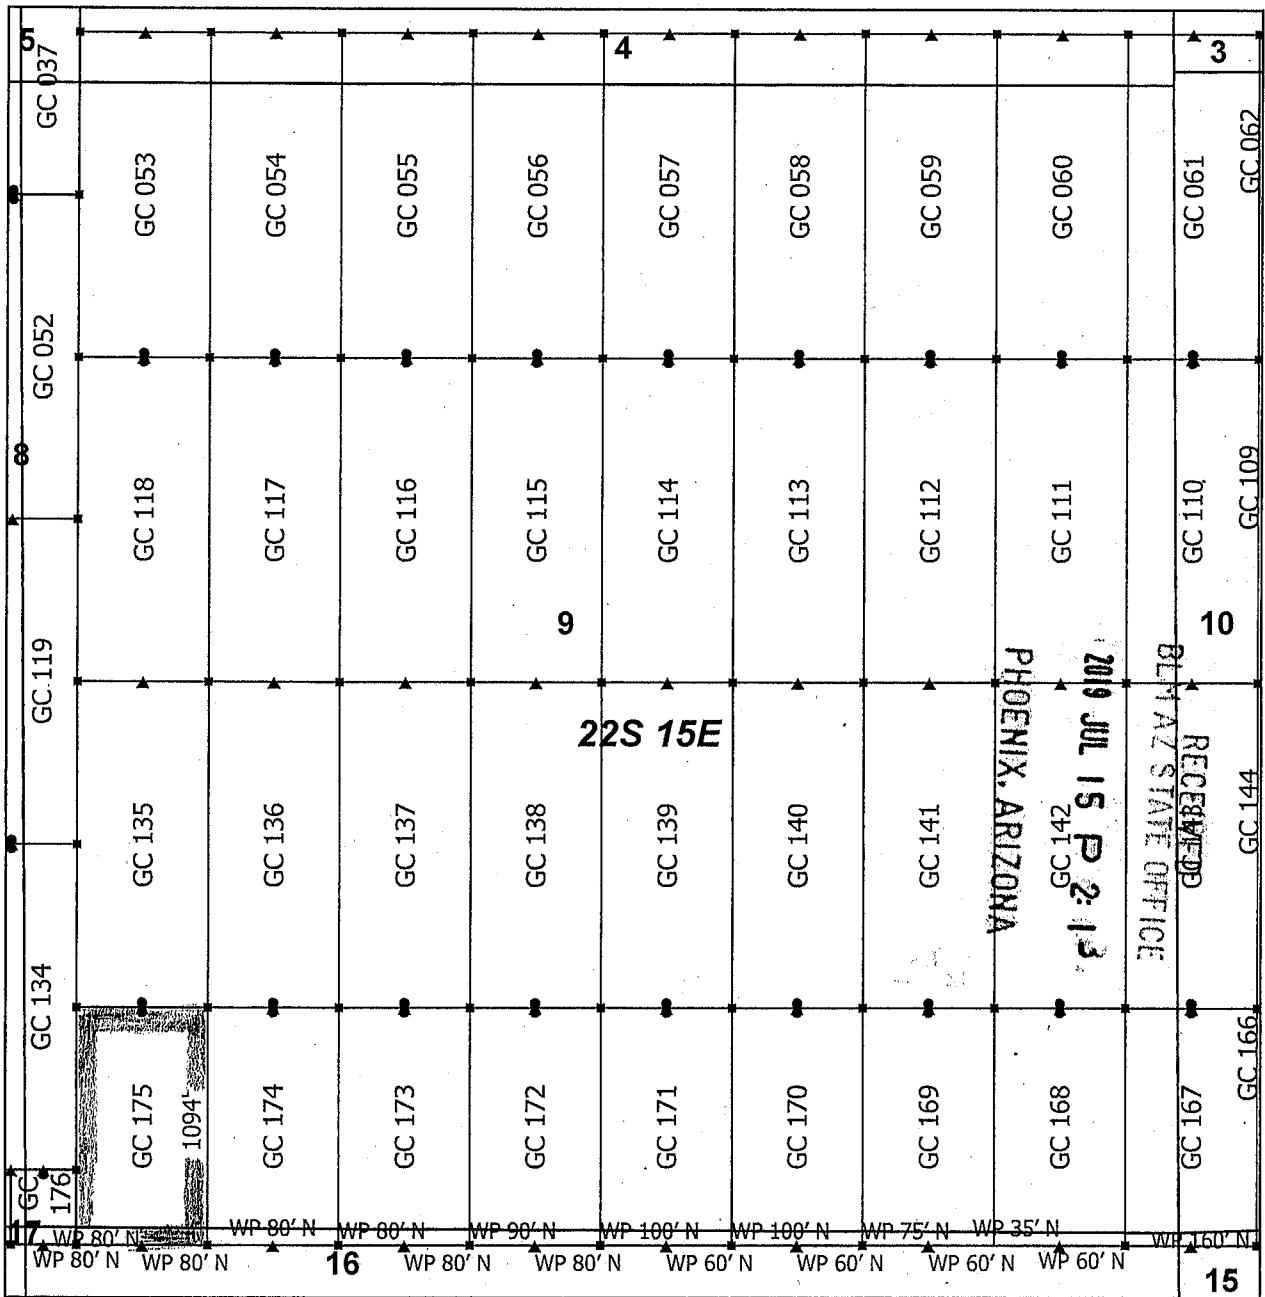 5
4
3
GC 037
GC 053
GC 054
GC 055
GC 056
GC 057
GC 058
GC 059
GC 060
GC 061
GC 062
GC 052
8
GC 118
GC 117
GC 116
GC 115
GC 114
GC 113
GC 112
GC 111
GC 110
GC 109
9
10
GC 119
22S 15E
RECEIVED
BLM AZ STATE OFFICE
2019 JUL 15 P 2: 13
PHOENIX, ARIZONA
GC 135
GC 136
GC 137
GC 138
GC 139
GC 140
GC 141
GC 142
GC 144
GC 134
GC 175
1094'
GC 174
GC 173
GC 172
GC 171
GC 170
GC 169
GC 168
GC 167
GC 166
GC
176
17
WP 80' N
WP 80' N
WP 80' N
WP 90' N
WP 100' N
WP 100' N
WP 75' N
WP 35' N
WP 160' N
WP 80' N
WP 80' N
16
WP 80' N
WP 80' N
WP 60' N
WP 60' N
WP 60' N
WP 60' N
15